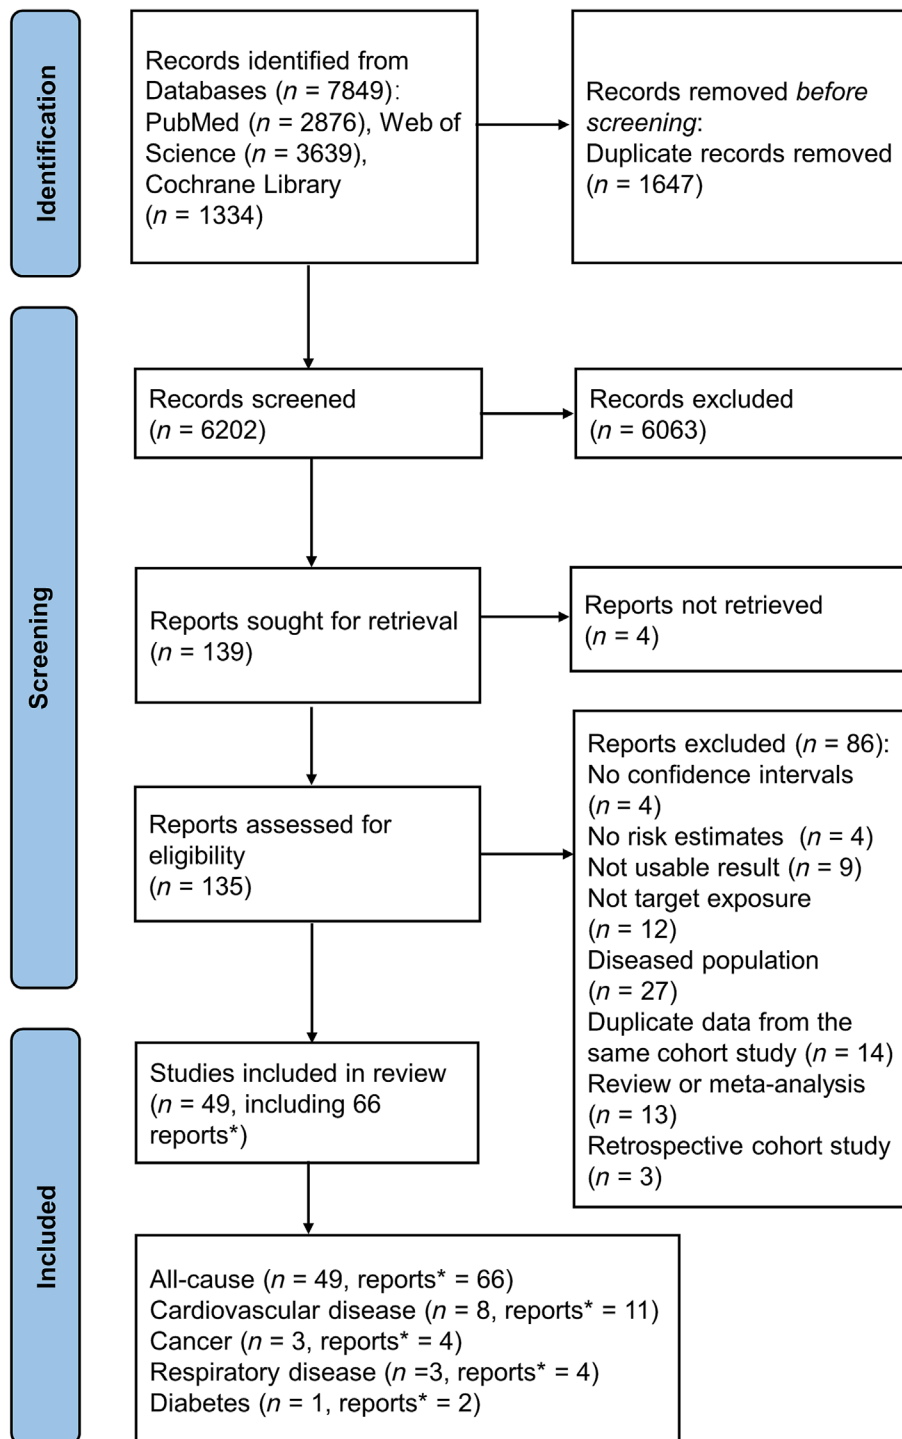 Identification
Records identified from
Databases (n = 7849):
PubMed (n = 2876), Web of
Science (n = 3639),
Cochrane Library
(n = 1334)
Records removed before
screening:
Duplicate records removed
(n = 1647)
Screening
Records screened
(n = 6202)
Records excluded
(n = 6063)
Reports sought for retrieval
(n = 139)
Reports not retrieved
(n = 4)
Reports assessed for
eligibility
(n = 135)
Reports excluded (n = 86):
No confidence intervals
(n = 4)
No risk estimates (n = 4)
Not usable result (n = 9)
Not target exposure
(n = 12)
Diseased population
(n = 27)
Duplicate data from the
same cohort study (n = 14)
Review or meta-analysis
(n = 13)
Retrospective cohort study
(n = 3)
Included
Studies included in review
(n = 49, including 66
reports*)
All-cause (n = 49, reports* = 66)
Cardiovascular disease (n = 8, reports* = 11)
Cancer (n = 3, reports* = 4)
Respiratory disease (n =3, reports* = 4)
Diabetes (n = 1, reports* = 2)